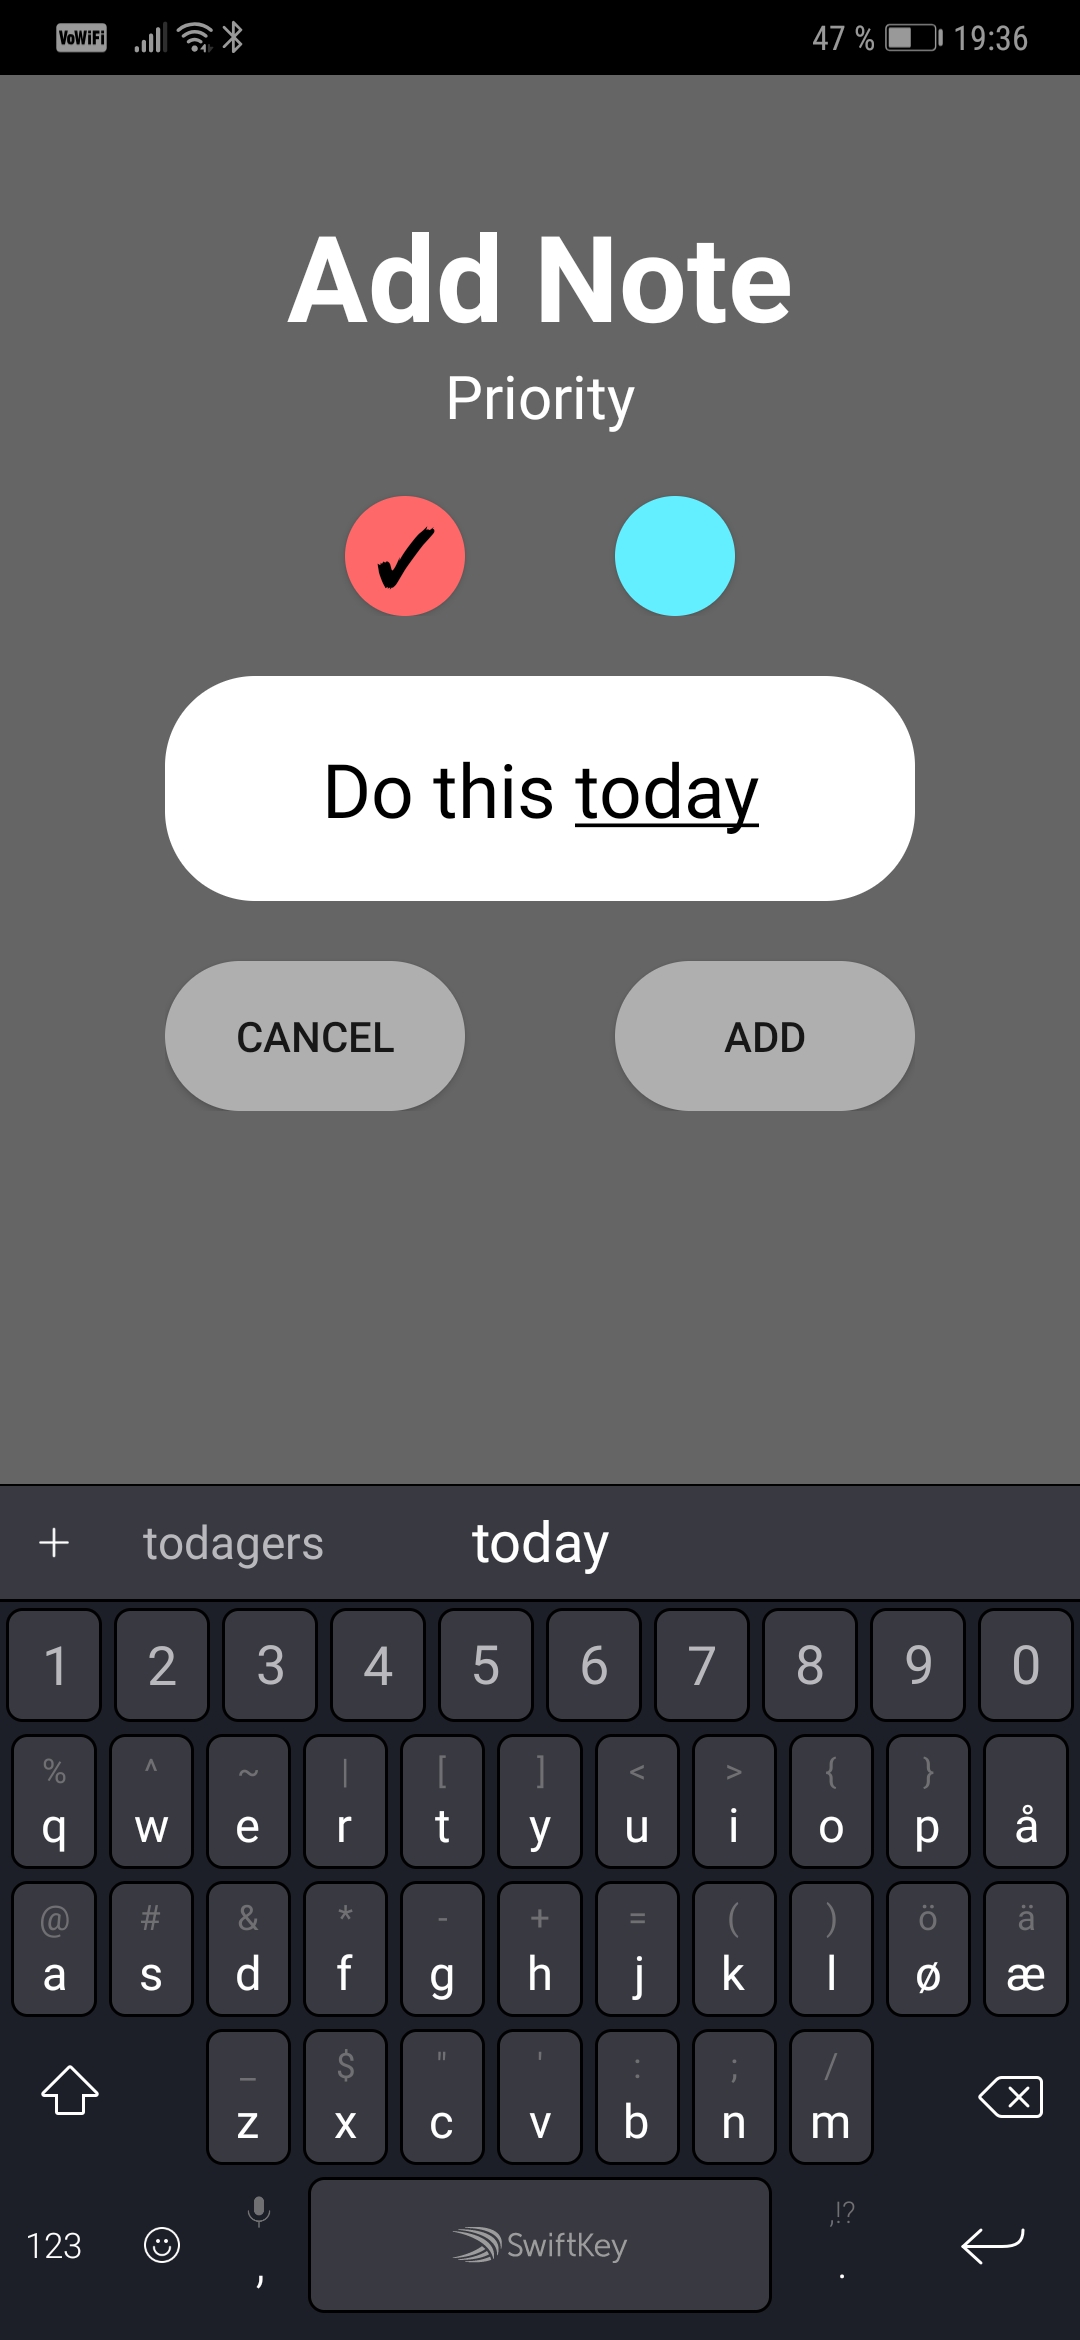 VoWiFi 47 % 19:36
Add Note
Priority
✓
Do this today
CANCEL ADD
+ todagers today
1 2 3 4 5 6 7 8 9 0
% ^ ~ | [ ] < > { }
q w e r t y u i o p å
@ # & * - + = ( ) ö ä
a s d f g h j k l ø æ
_ $ " ' : ; /
z x c v b n m
,!?
123 , SwiftKey .